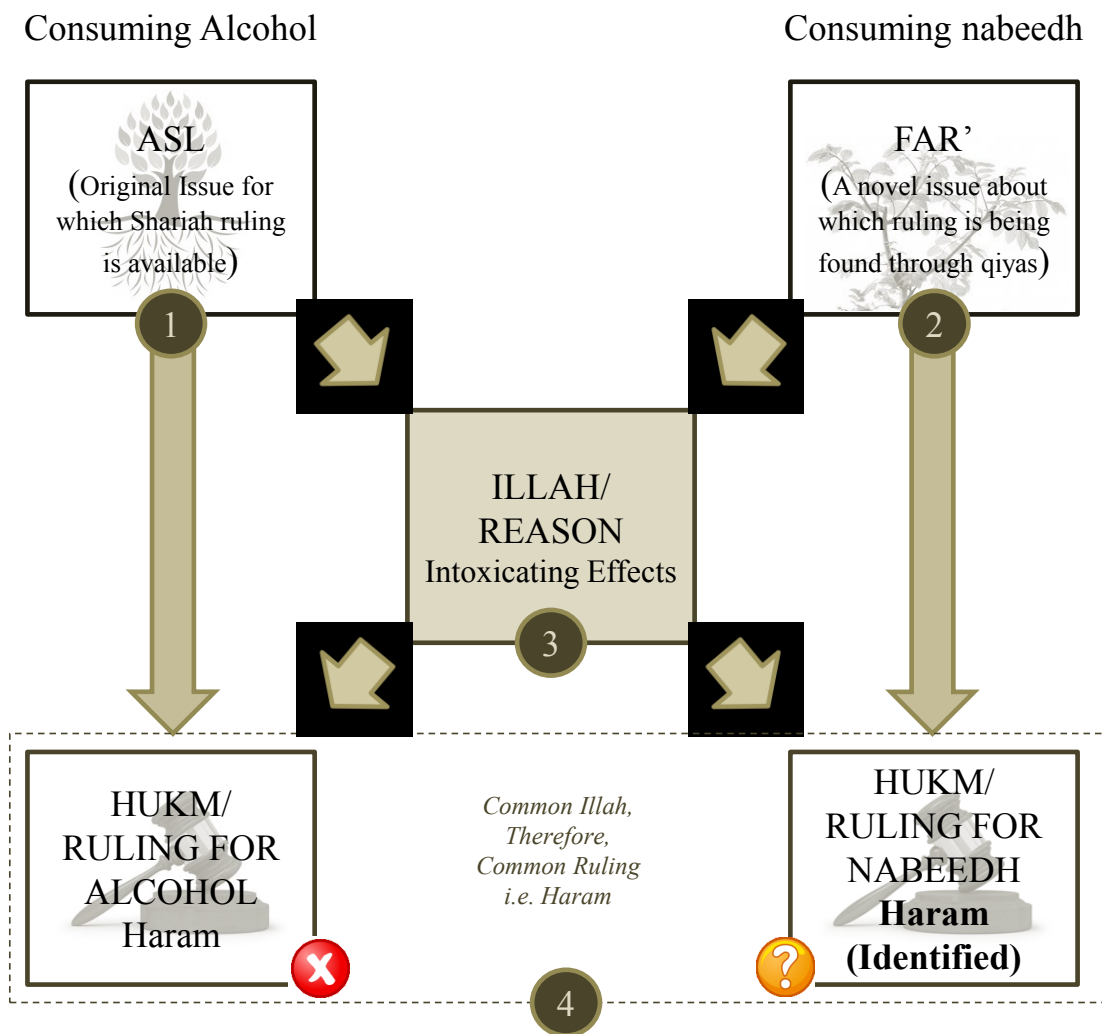 Consuming Alcohol
Consuming nabeedh
ASL
(Original Issue for
which Shariah ruling
is available)
1
FAR’
(A novel issue about
which ruling is being
found through qiyas)
2
ILLAH/
REASON
Intoxicating Effects
3
HUKM/
RULING FOR
ALCOHOL
Haram
X
Common Illah,
Therefore,
Common Ruling
i.e. Haram
HUKM/
RULING FOR
NABEEDH
Haram
(Identified)
?
4